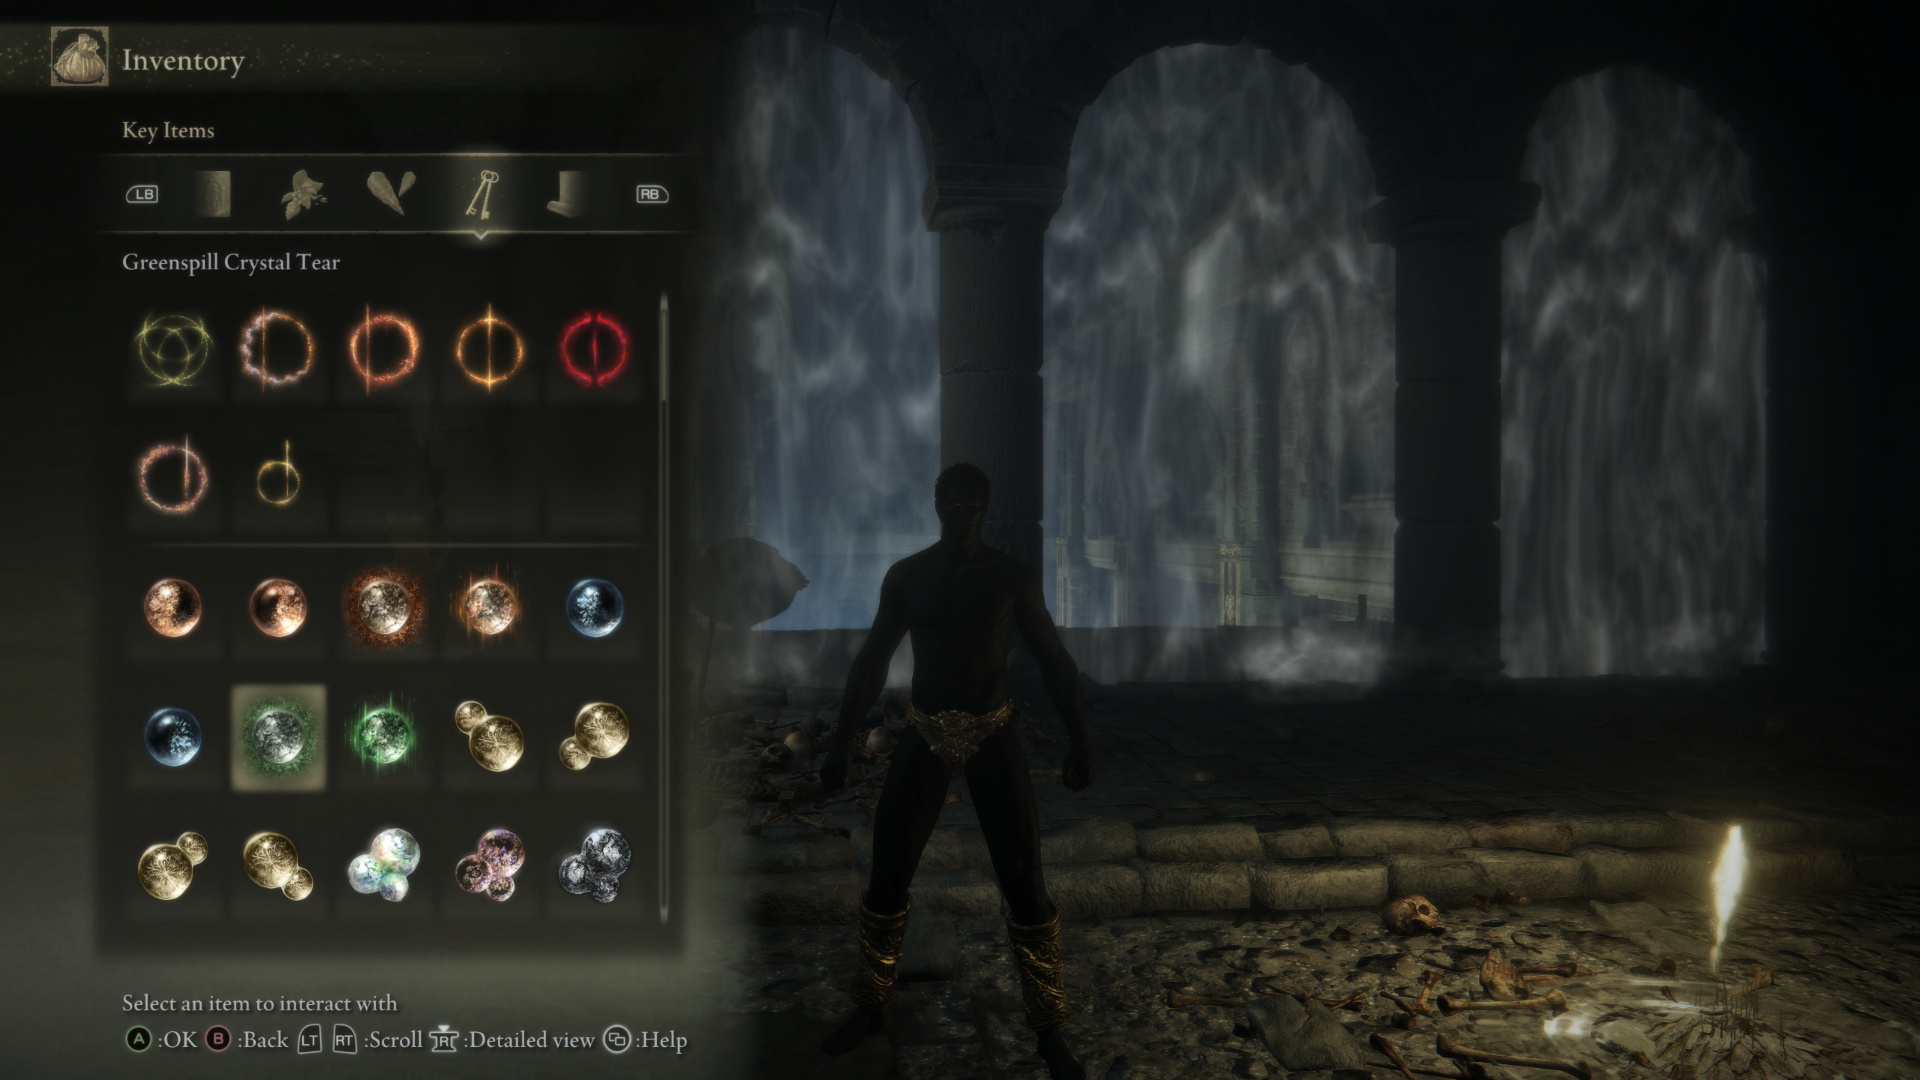 Inventory
Key Items
LB RB
Greenspill Crystal Tear
Select an item to interact with
A :OK B :Back LT RT :Scroll R :Detailed view :Help